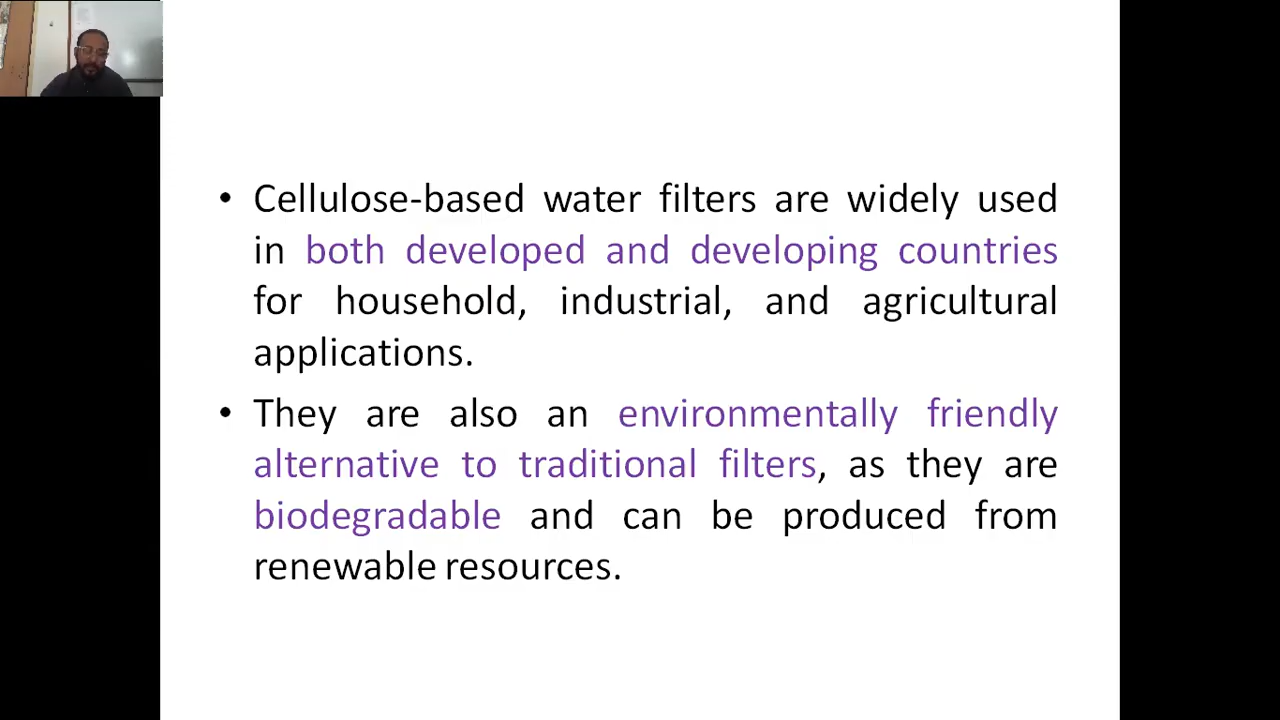 • Cellulose-based water filters are widely used
in both developed and developing countries
for household, industrial, and agricultural
applications.
• They are also an environmentally friendly
alternative to traditional filters, as they are
biodegradable and can be produced from
renewable resources.